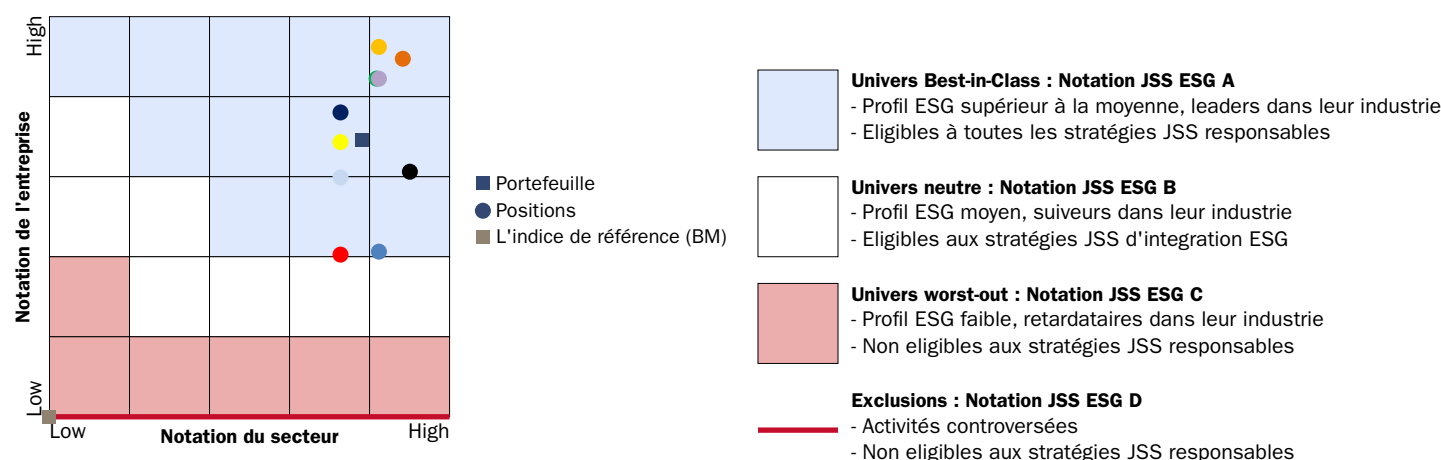 High
Notation de l'entreprise
Low
Low
Notation du secteur
High
Portefeuille
Positions
L'indice de référence (BM)
Univers Best-in-Class : Notation JSS ESG A
- Profil ESG supérieur à la moyenne, leaders dans leur industrie
- Eligibles à toutes les stratégies JSS responsables
Univers neutre : Notation JSS ESG B
- Profil ESG moyen, suiveurs dans leur industrie
- Eligibles aux stratégies JSS d'integration ESG
Univers worst-out : Notation JSS ESG C
- Profil ESG faible, retardataires dans leur industrie
- Non eligibles aux stratégies JSS responsables
Exclusions : Notation JSS ESG D
- Activités controversées
- Non eligibles aux stratégies JSS responsables